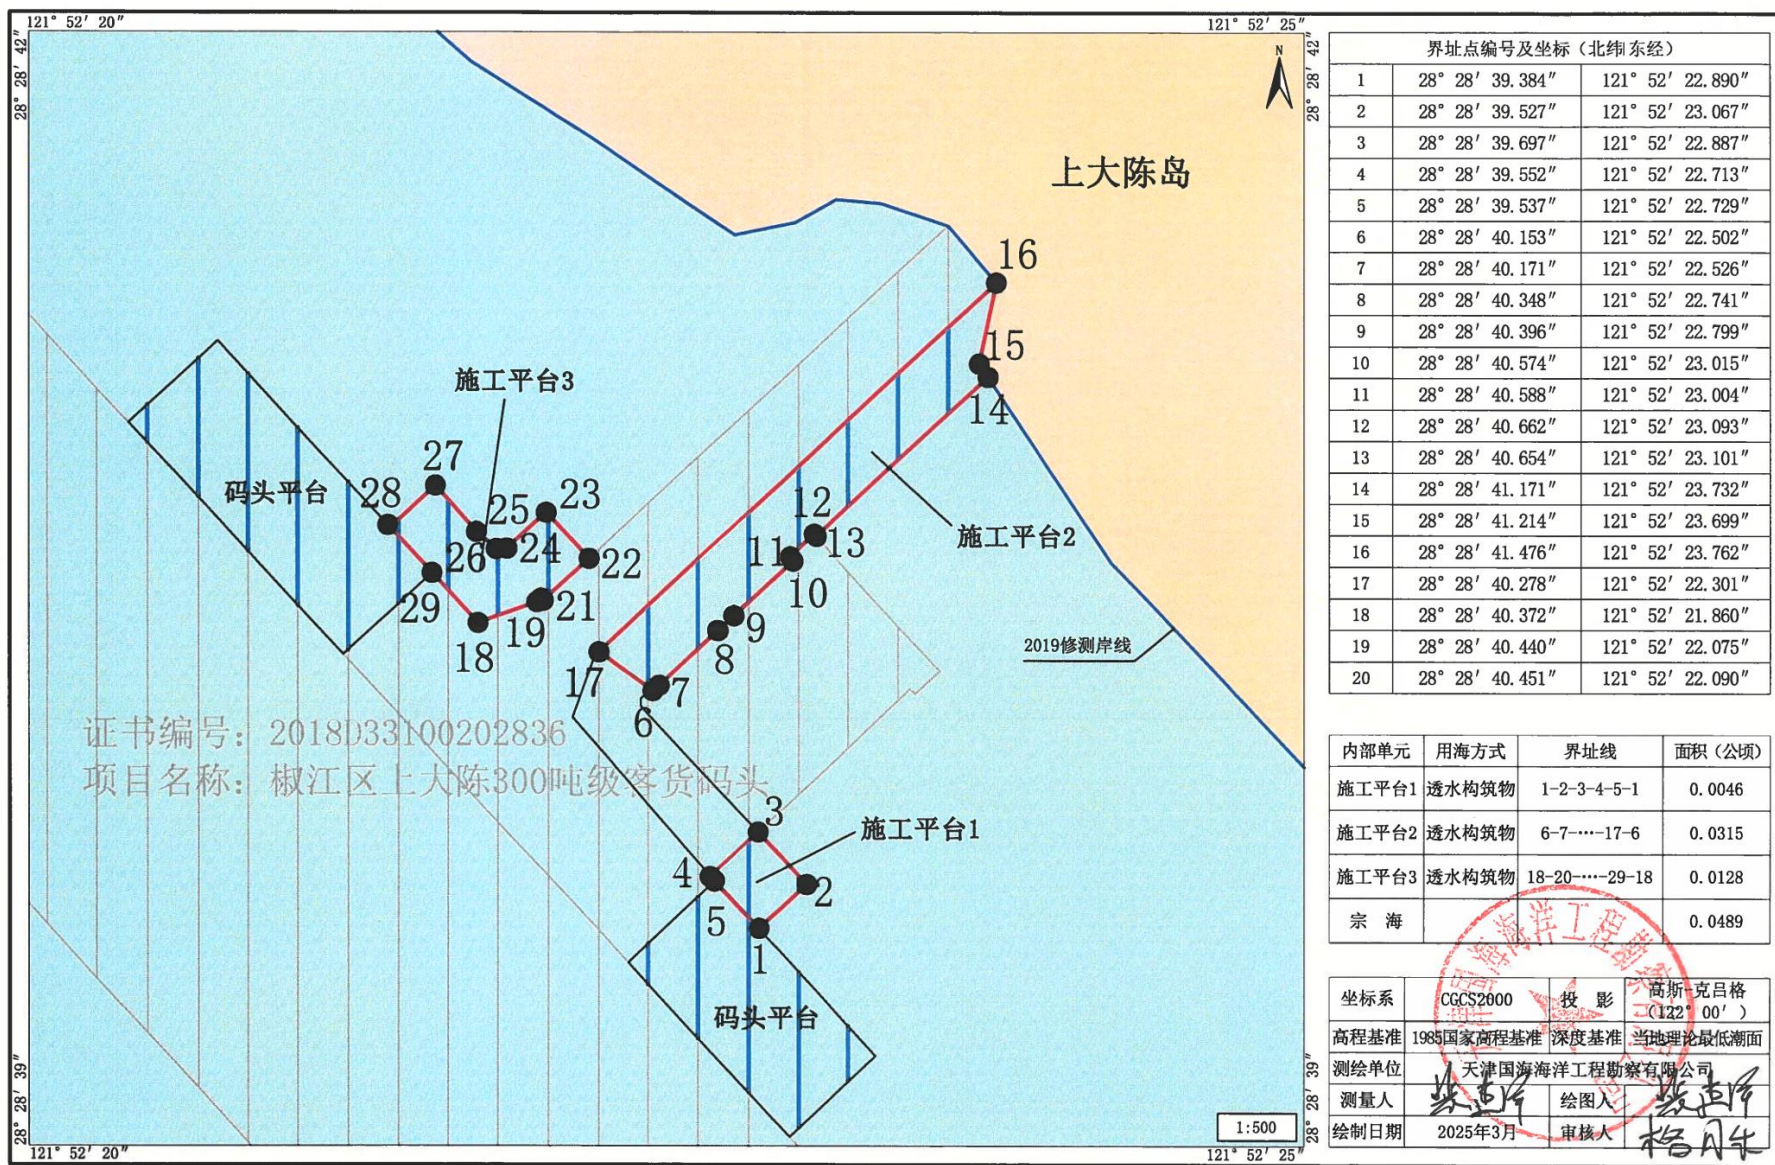 121° 52′ 20″
121° 52′ 25″
28° 28′ 42″
28° 28′ 42″
N
上大陈岛
16
15
14
施工平台3
27
28
码头平台
25
23
12
13
施工平台2
26
24
22
11
10
29
19
21
9
18
8
2019修测岸线
17
7
6
证书编号：2018D33100202836
项目名称：椒江区上大陈300吨级客货码头
3
施工平台1
4
2
5
1
码头平台
28° 28′ 39″
28° 28′ 39″
1:500
121° 52′ 20″
121° 52′ 25″
界址点编号及坐标（北纬|东经）
1 28° 28′ 39.384″ 121° 52′ 22.890″
2 28° 28′ 39.527″ 121° 52′ 23.067″
3 28° 28′ 39.697″ 121° 52′ 22.887″
4 28° 28′ 39.552″ 121° 52′ 22.713″
5 28° 28′ 39.537″ 121° 52′ 22.729″
6 28° 28′ 40.153″ 121° 52′ 22.502″
7 28° 28′ 40.171″ 121° 52′ 22.526″
8 28° 28′ 40.348″ 121° 52′ 22.741″
9 28° 28′ 40.396″ 121° 52′ 22.799″
10 28° 28′ 40.574″ 121° 52′ 23.015″
11 28° 28′ 40.588″ 121° 52′ 23.004″
12 28° 28′ 40.662″ 121° 52′ 23.093″
13 28° 28′ 40.654″ 121° 52′ 23.101″
14 28° 28′ 41.171″ 121° 52′ 23.732″
15 28° 28′ 41.214″ 121° 52′ 23.699″
16 28° 28′ 41.476″ 121° 52′ 23.762″
17 28° 28′ 40.278″ 121° 52′ 22.301″
18 28° 28′ 40.372″ 121° 52′ 21.860″
19 28° 28′ 40.440″ 121° 52′ 22.075″
20 28° 28′ 40.451″ 121° 52′ 22.090″
内部单元 用海方式 界址线 面积（公顷）
施工平台1 透水构筑物 1-2-3-4-5-1 0.0046
施工平台2 透水构筑物 6-7-…-17-6 0.0315
施工平台3 透水构筑物 18-20-…-29-18 0.0128
宗 海 0.0489
坐标系 CGCS2000 投 影 高斯-克吕格（122° 00′）
高程基准 1985国家高程基准 深度基准 当地理论最低潮面
测绘单位 天津国海海洋工程勘察有限公司
测量人 绘图人
绘制日期 2025年3月 审核人